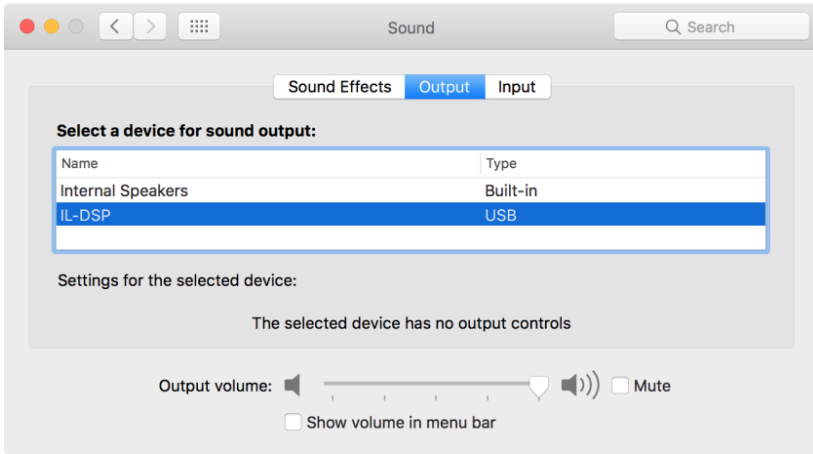 Sound
Search
Sound Effects Output Input
Select a device for sound output:
Name Type
Internal Speakers Built-in
IL-DSP USB
Settings for the selected device:
The selected device has no output controls
Output volume: Mute
Show volume in menu bar